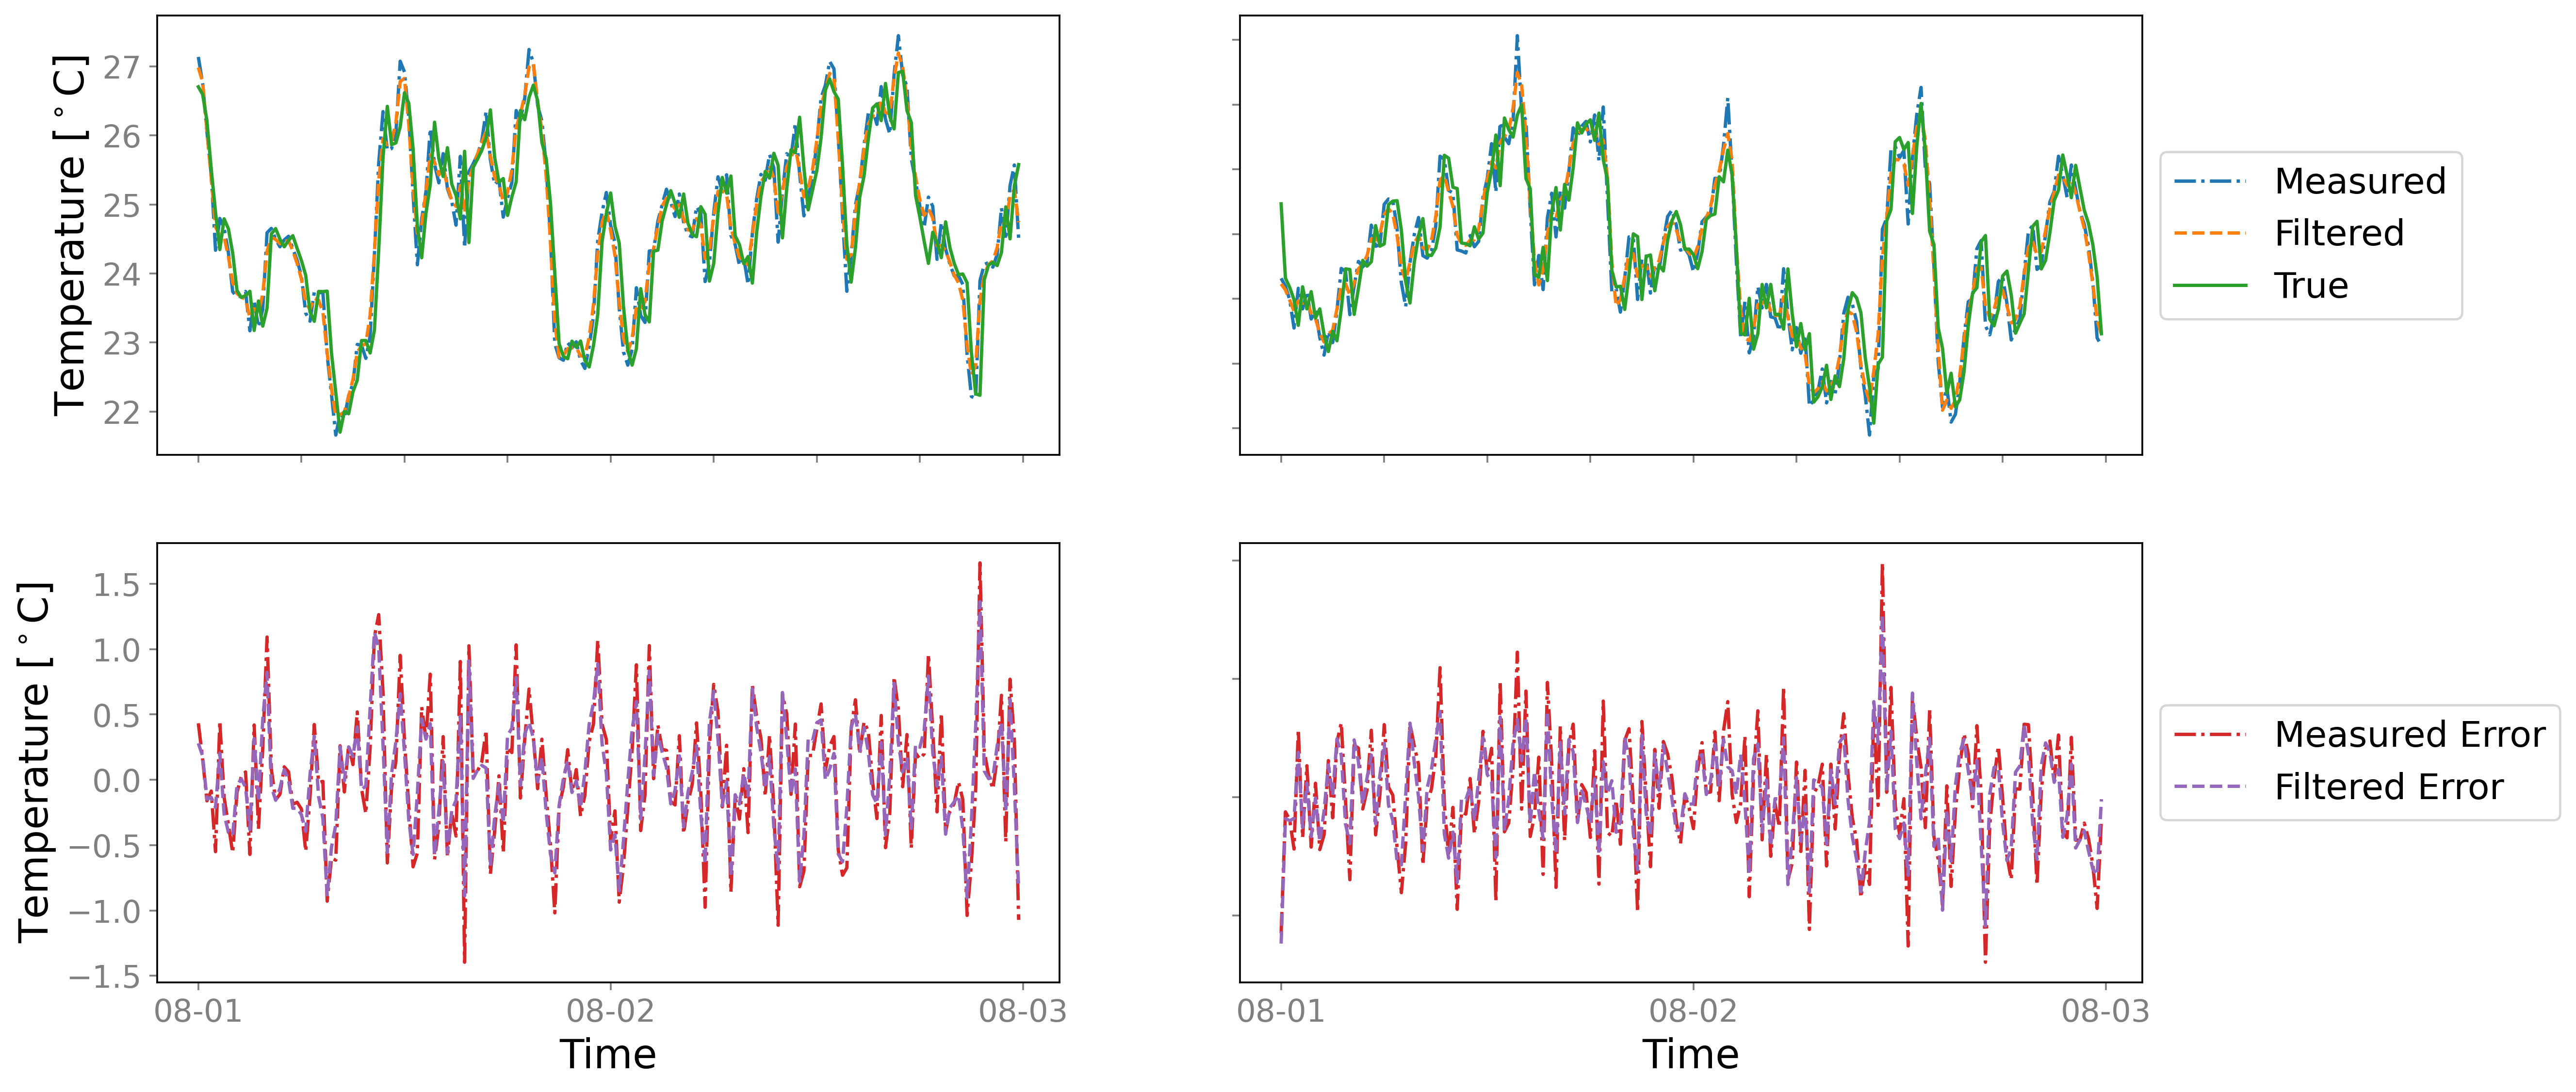 Temperature [°C]
27
26
25
24
23
22
Measured
Filtered
True
Temperature [°C]
1.5
1.0
0.5
0.0
−0.5
−1.0
−1.5
08-01
08-02
08-03
Time
08-01
08-02
08-03
Time
Measured Error
Filtered Error